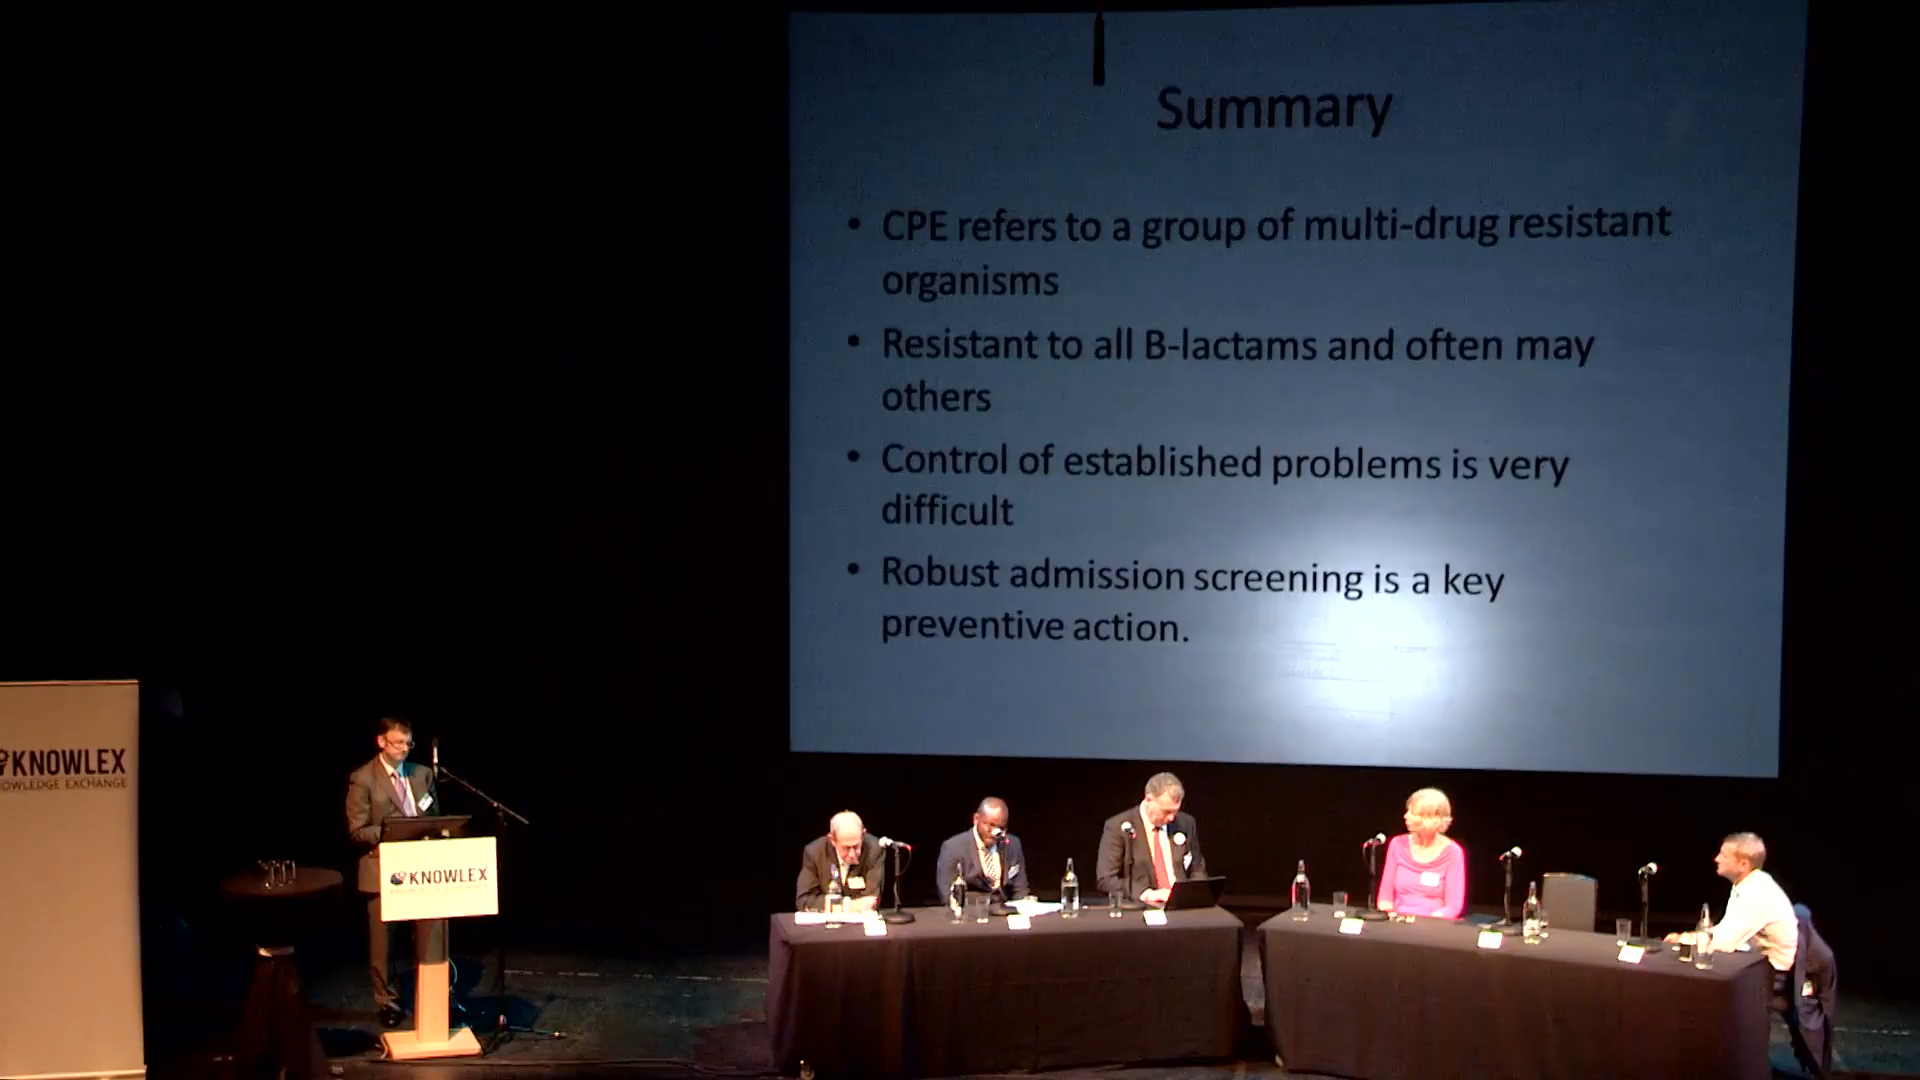 Summary
• CPE refers to a group of multi-drug resistant
organisms
• Resistant to all B-lactams and often may
others
• Control of established problems is very
difficult
• Robust admission screening is a key
preventive action.
KNOWLEX
OWLEDGE EXCHANGE
KNOWLEX